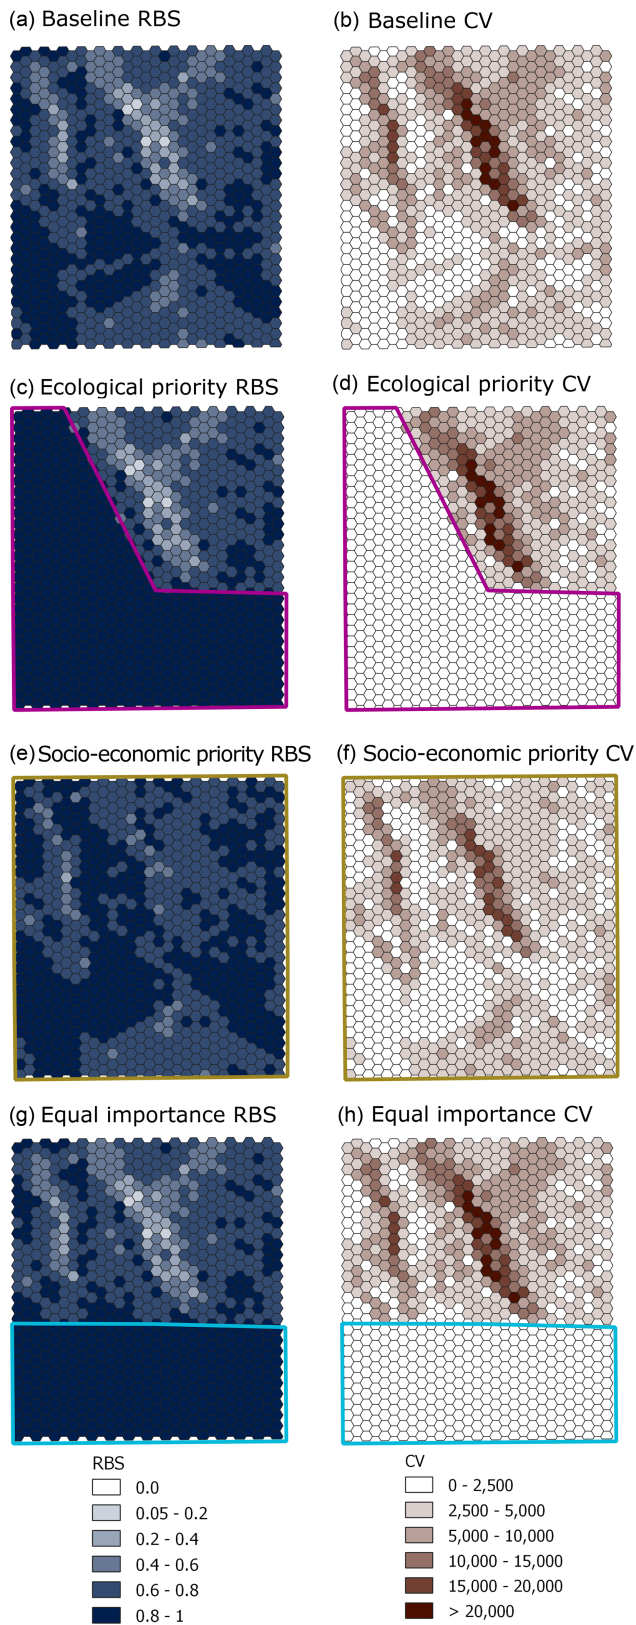 (a) Baseline RBS
(b) Baseline CV
(c) Ecological priority RBS
(d) Ecological priority CV
(e) Socio-economic priority RBS
(f) Socio-economic priority CV
(g) Equal importance RBS
(h) Equal importance CV
RBS
0.0
0.05 - 0.2
0.2 - 0.4
0.4 - 0.6
0.6 - 0.8
0.8 - 1
CV
0 - 2,500
2,500 - 5,000
5,000 - 10,000
10,000 - 15,000
15,000 - 20,000
> 20,000